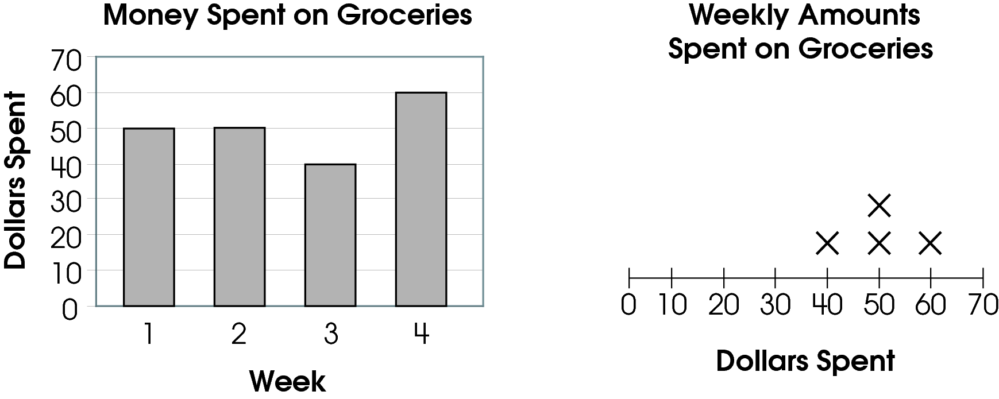 Money Spent on Groceries
Dollars Spent
70
60
50
40
30
20
10
0
1 2 3 4
Week
Weekly Amounts
Spent on Groceries
0 10 20 30 40 50 60 70
Dollars Spent